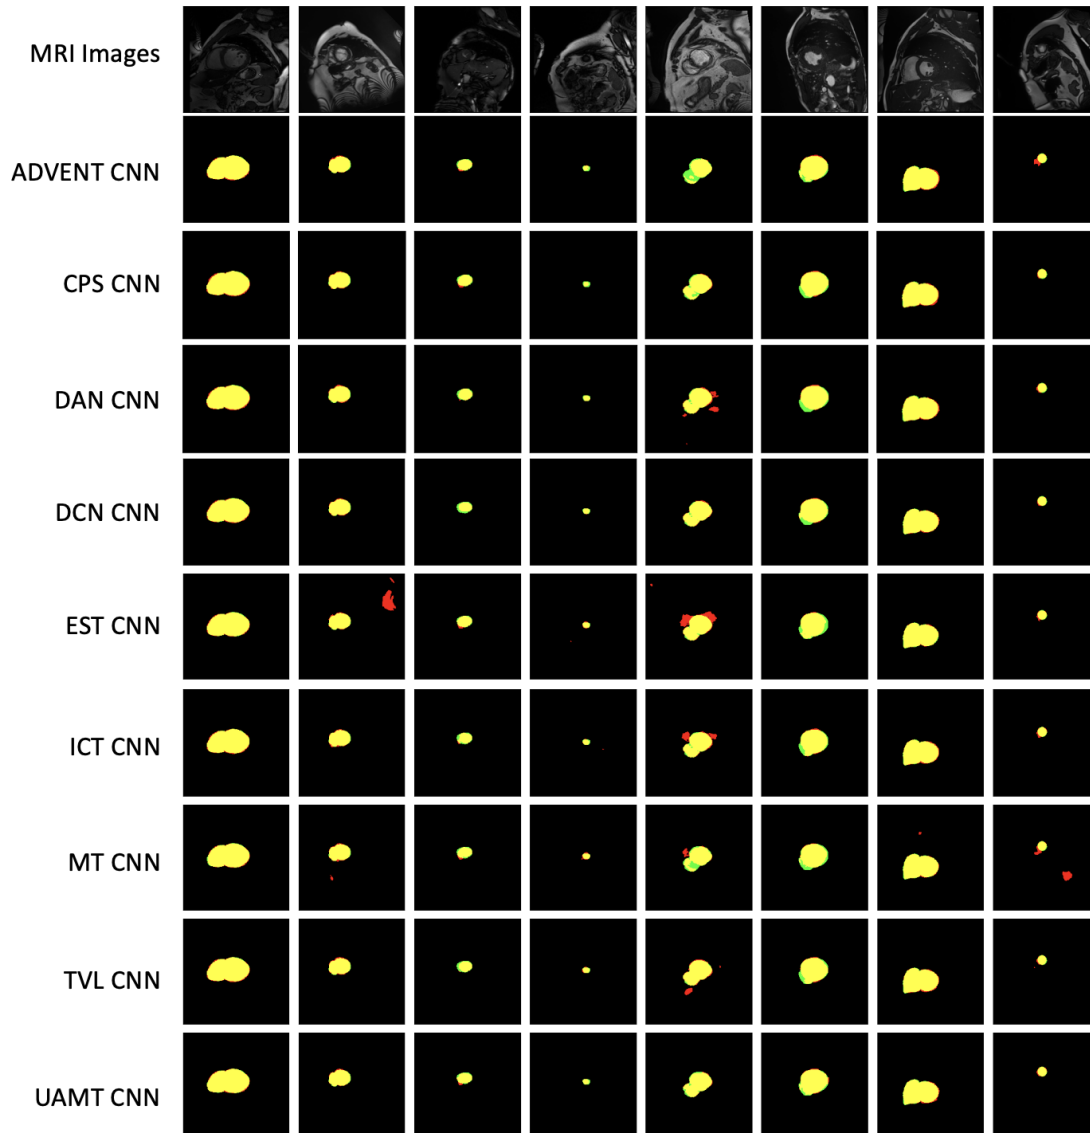 MRI Images
ADVENT CNN
CPS CNN
DAN CNN
DCN CNN
EST CNN
ICT CNN
MT CNN
TVL CNN
UAMT CNN